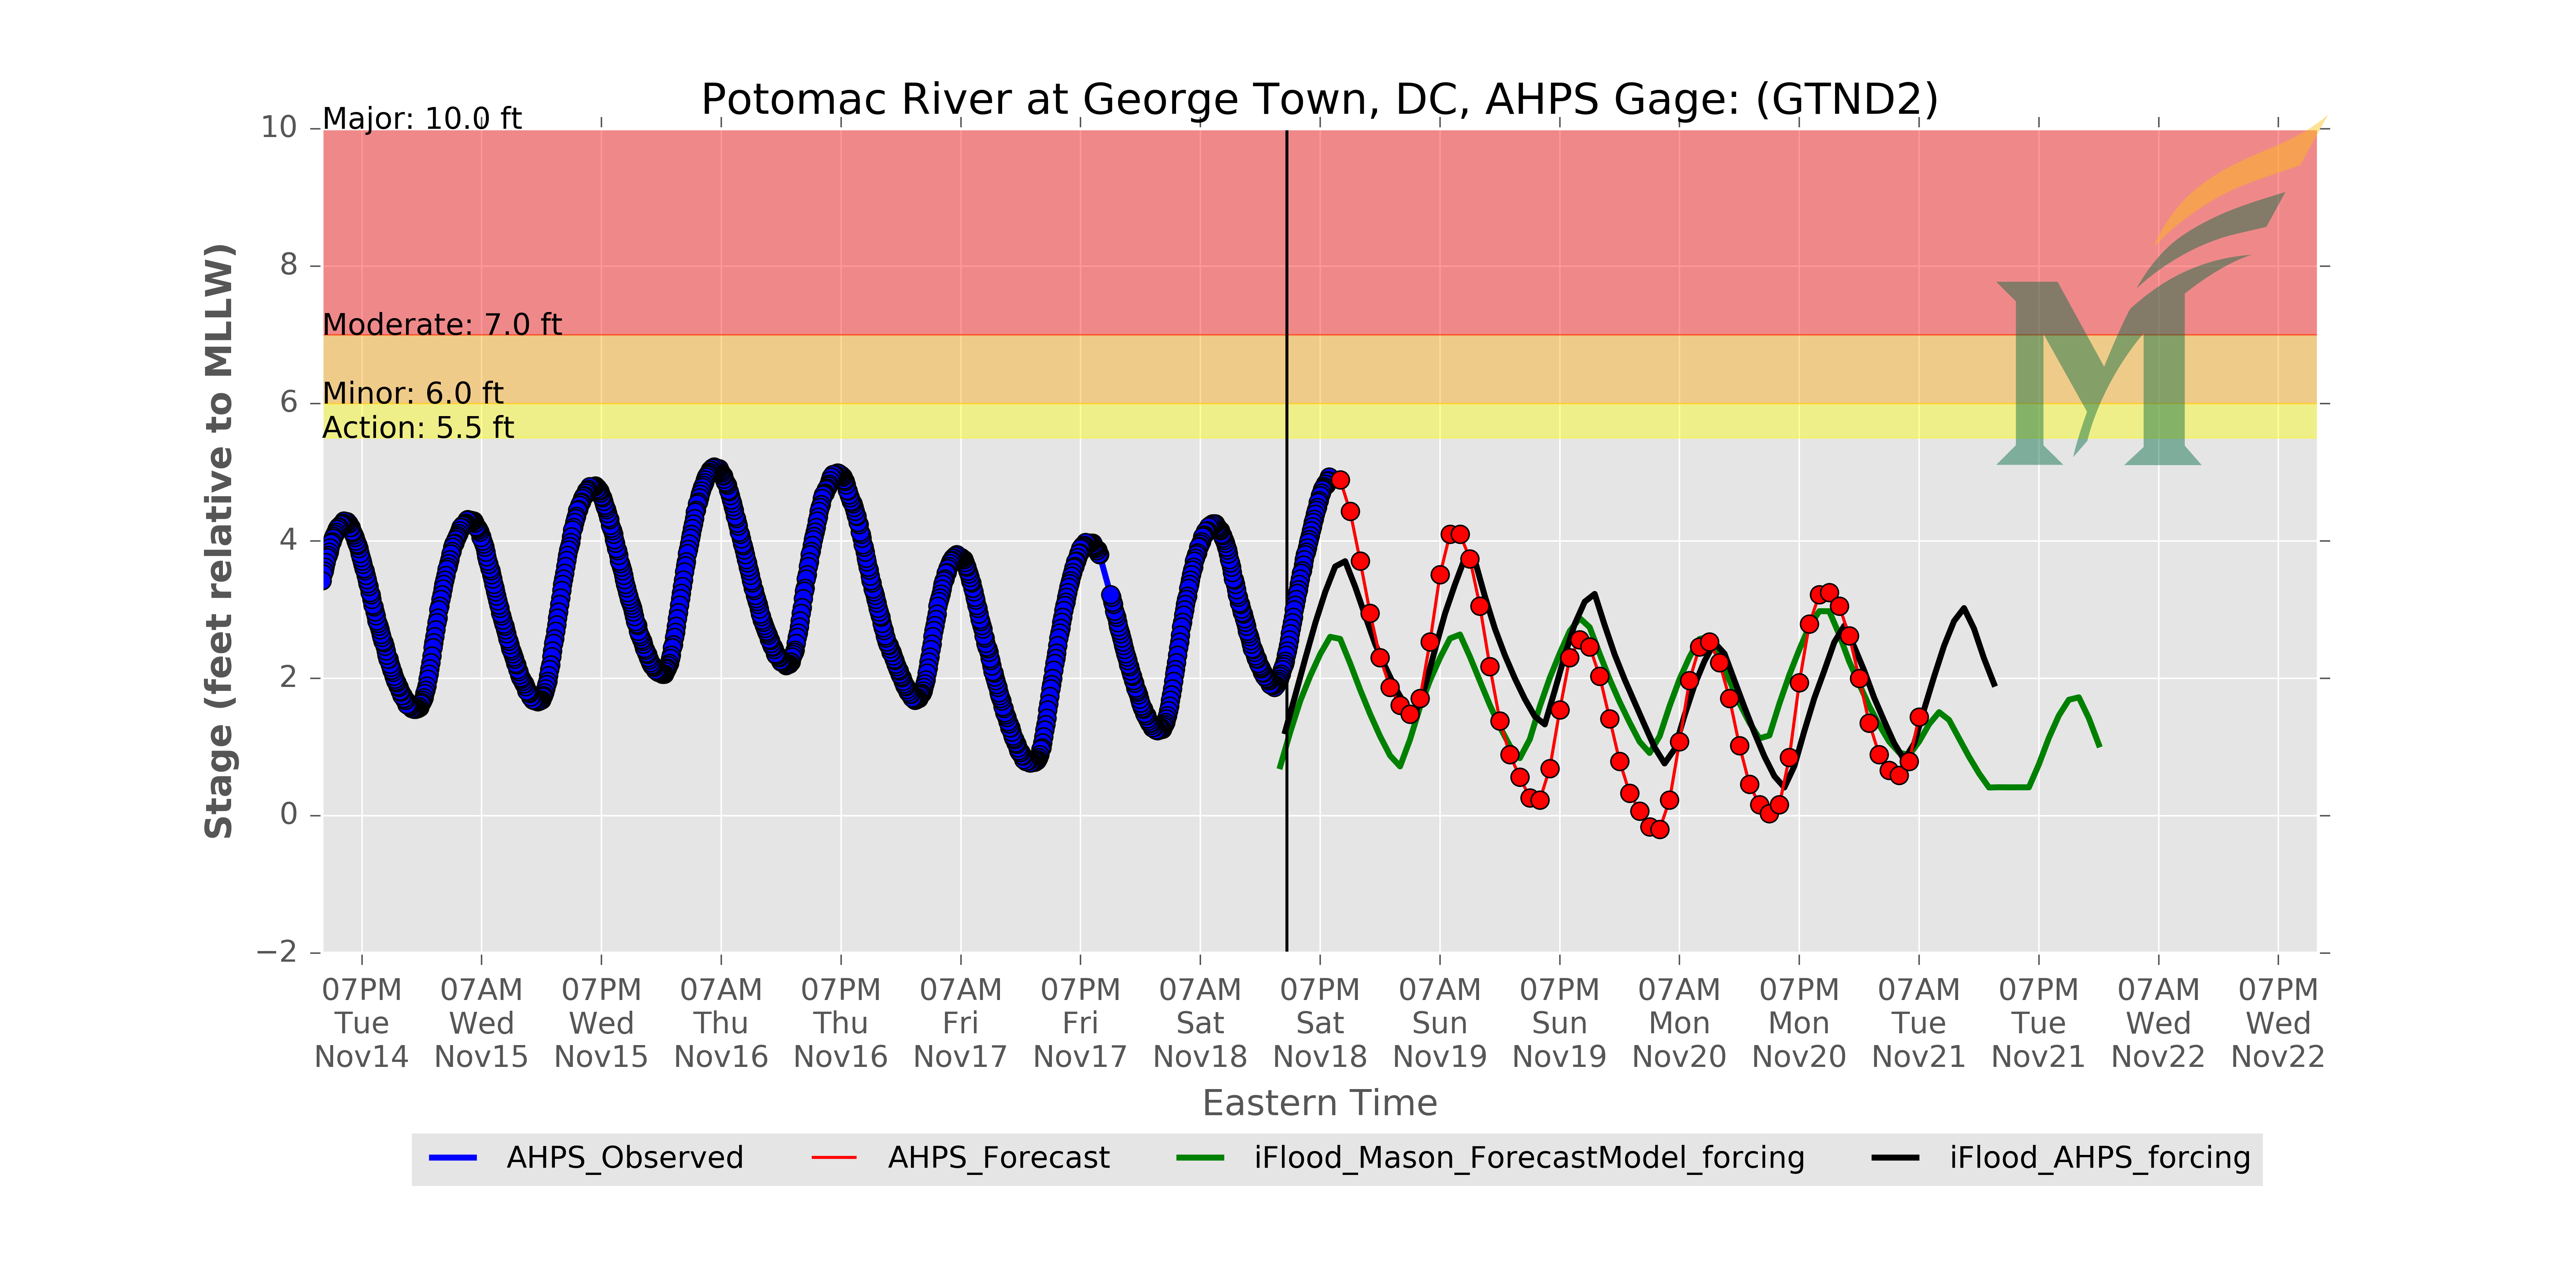 Potomac River at George Town, DC, AHPS Gage: (GTND2)
Major: 10.0 ft
Moderate: 7.0 ft
Minor: 6.0 ft
Action: 5.5 ft
Stage (feet relative to MLLW)
10
8
6
4
2
0
−2
07PM 07AM 07PM 07AM 07PM 07AM 07PM 07AM 07PM 07AM 07PM 07AM 07PM 07AM 07PM 07AM 07PM
Tue Wed Wed Thu Thu Fri Fri Sat Sat Sun Sun Mon Mon Tue Tue Wed Wed
Nov14 Nov15 Nov15 Nov16 Nov16 Nov17 Nov17 Nov18 Nov18 Nov19 Nov19 Nov20 Nov20 Nov21 Nov21 Nov22 Nov22
Eastern Time
AHPS_Observed AHPS_Forecast iFlood_Mason_ForecastModel_forcing iFlood_AHPS_forcing
M